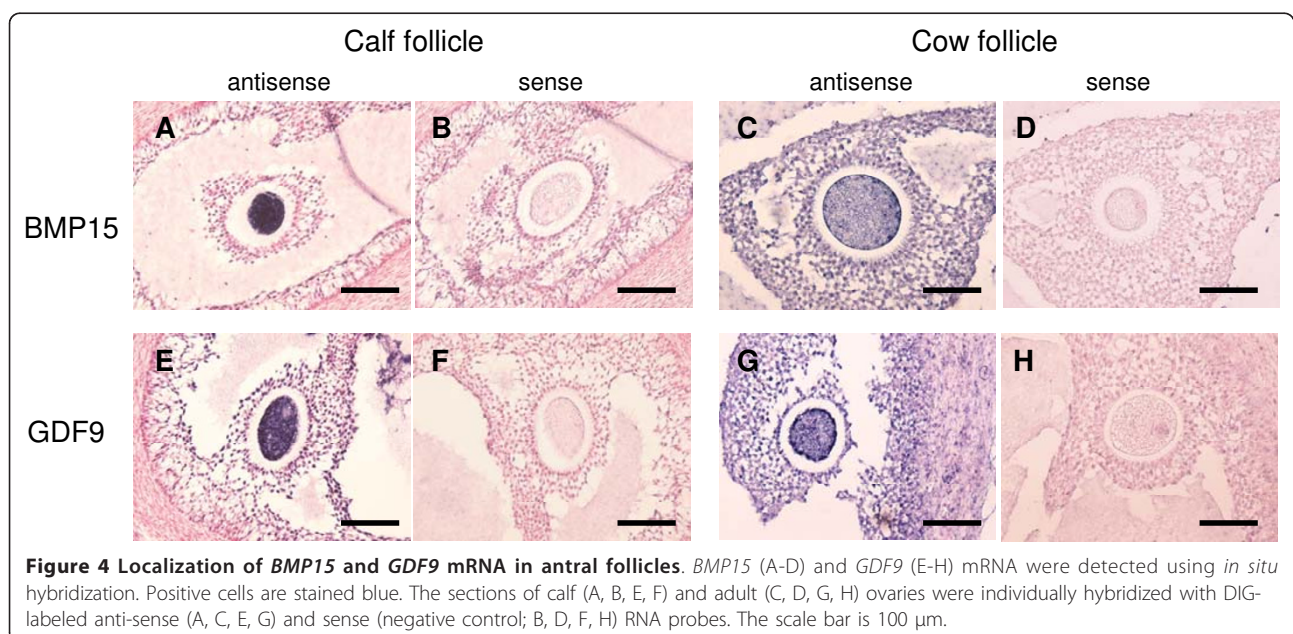 Calf follicle Cow follicle
antisense sense antisense sense
A B C D
BMP15
E F G H
GDF9
Figure 4 Localization of BMP15 and GDF9 mRNA in antral follicles. BMP15 (A-D) and GDF9 (E-H) mRNA were detected using in situ
hybridization. Positive cells are stained blue. The sections of calf (A, B, E, F) and adult (C, D, G, H) ovaries were individually hybridized with DIG-
labeled anti-sense (A, C, E, G) and sense (negative control; B, D, F, H) RNA probes. The scale bar is 100 μm.